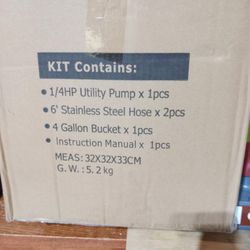 KIT Contains:
• 1/4HP Utility Pump x 1pcs
• 6' Stainless Steel Hose x 2pcs
• 4 Gallon Bucket x 1pcs
• Instruction Manual x 1pcs
MEAS: 32X32X33CM
G. W. : 5. 2 kg